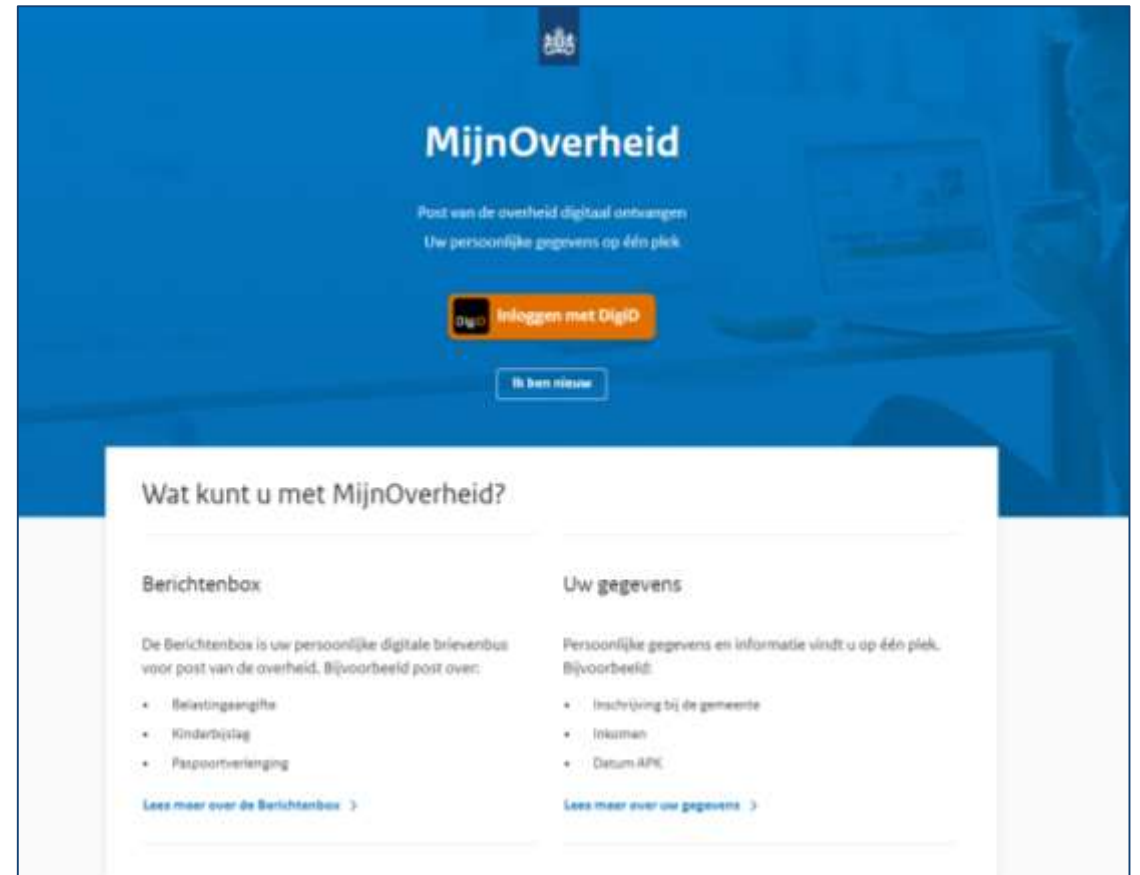 MijnOverheid
Post van de overheid digitaal ontvangen
Uw persoonlijke gegevens op één plek
DigiD Inloggen met DigiD
Ik ben nieuw
Wat kunt u met MijnOverheid?
Berichtenbox
De Berichtenbox is uw persoonlijke digitale brievenbus
voor post van de overheid. Bijvoorbeeld post over:
• Belastingaangifte
• Kinderbijslag
• Paspoortverlenging
Lees meer over de Berichtenbox >
Uw gegevens
Persoonlijke gegevens en informatie vindt u op één plek.
Bijvoorbeeld:
• Inschrijving bij de gemeente
• Inkomen
• Datum APK
Lees meer over uw gegevens >